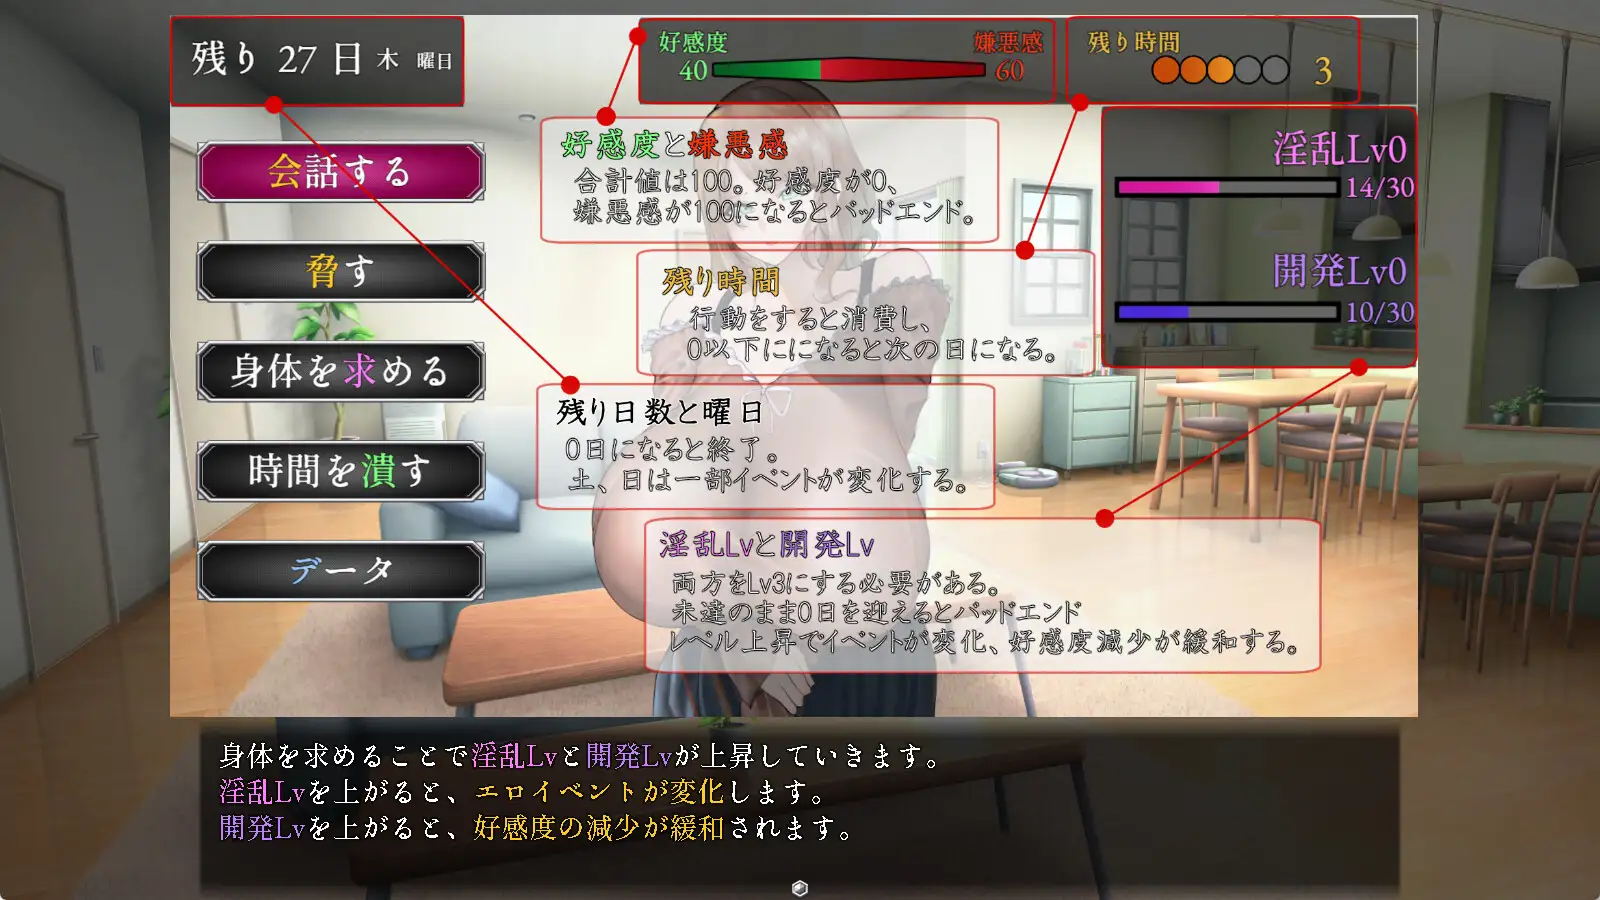 残り 27 日 木 曜日
好感度 嫌悪感
40 60
残り時間
3
会話する
脅す
身体を求める
時間を潰す
データ
淫乱Lv0
14/30
開発Lv0
10/30
好感度と嫌悪感
合計値は100。好感度が0、
嫌悪感が100になるとバッドエンド。
残り時間
行動をすると消費し、
0以下にになると次の日になる。
残り日数と曜日
0日になると終了。
土、日は一部イベントが変化する。
淫乱Lvと開発Lv
両方をLv3にする必要がある。
未達のまま0日を迎えるとバッドエンド
レベル上昇でイベントが変化、好感度減少が緩和する。
身体を求めることで淫乱Lvと開発Lvが上昇していきます。
淫乱Lvを上がると、エロイベントが変化します。
開発Lvを上がると、好感度の減少が緩和されます。